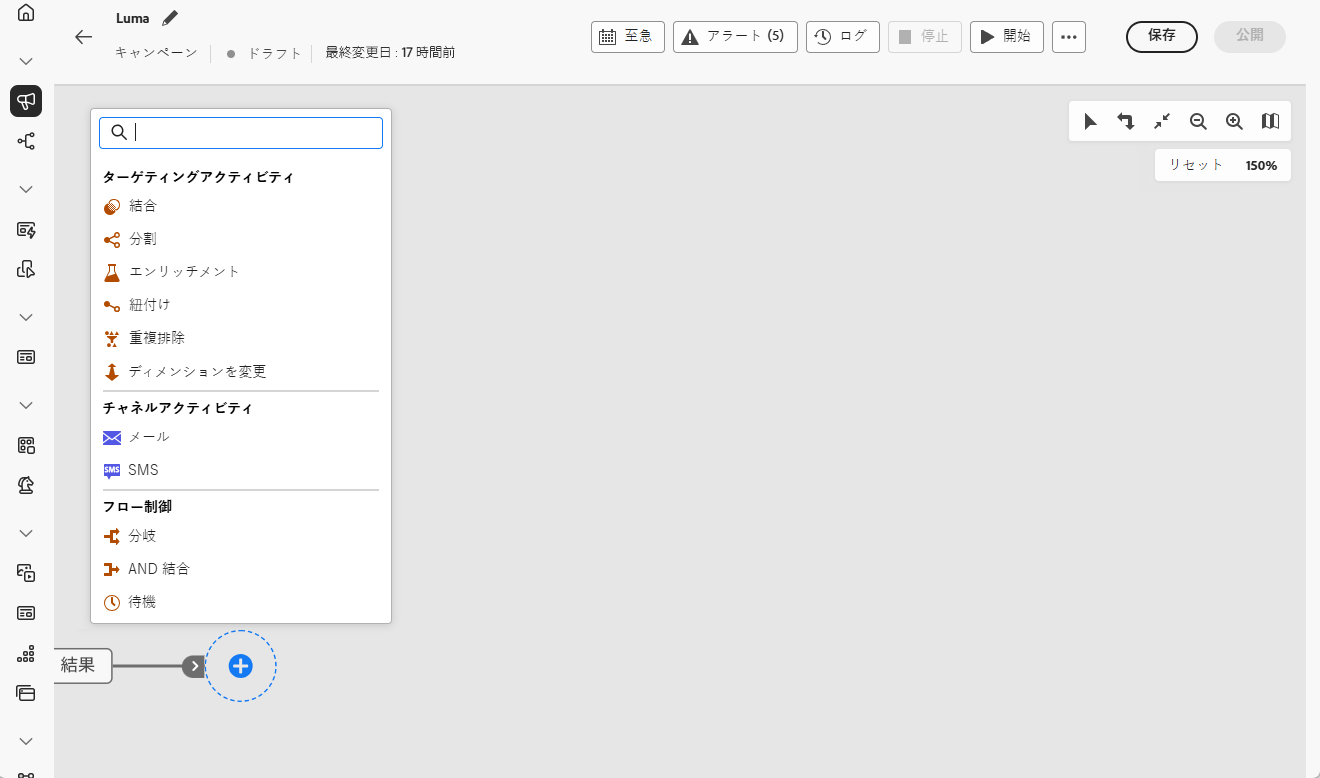 Luma
キャンペーン ドラフト 最終変更日 : 17 時間前
至急 アラート (5) ログ 停止 開始 保存 公開
リセット 150%
ターゲティングアクティビティ
結合
分割
エンリッチメント
紐付け
重複排除
ディメンションを変更
チャネルアクティビティ
メール
SMS SMS
フロー制御
分岐
AND 結合
待機
結果